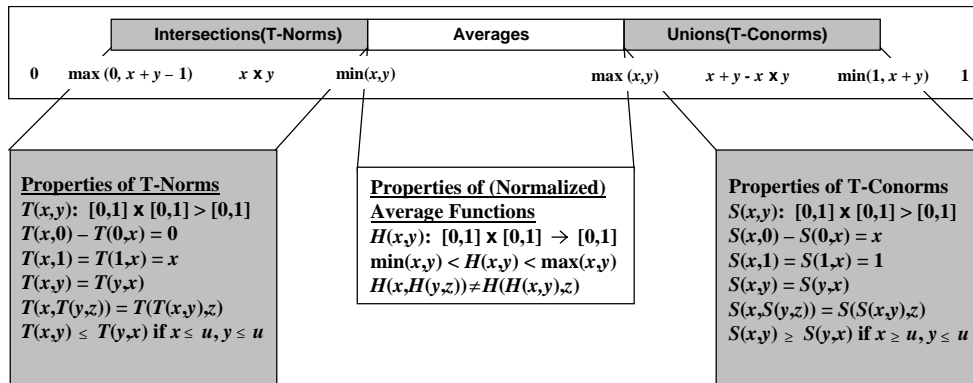 Intersections(T-Norms) Averages Unions(T-Conorms)
0 max (0, x + y – 1) x x y min(x,y) max (x,y) x + y - x x y min(1, x + y) 1
Properties of T-Norms
T(x,y): [0,1] x [0,1] > [0,1]
T(x,0) – T(0,x) = 0
T(x,1) = T(1,x) = x
T(x,y) = T(y,x)
T(x,T(y,z)) = T(T(x,y),z)
T(x,y) ≤ T(y,x) if x ≤ u, y ≤ u
Properties of (Normalized)
Average Functions
H(x,y): [0,1] x [0,1] → [0,1]
min(x,y) < H(x,y) < max(x,y)
H(x,H(y,z))≠H(H(x,y),z)
Properties of T-Conorms
S(x,y): [0,1] x [0,1] > [0,1]
S(x,0) – S(0,x) = x
S(x,1) = S(1,x) = 1
S(x,y) = S(y,x)
S(x,S(y,z)) = S(S(x,y),z)
S(x,y) ≥ S(y,x) if x ≥ u, y ≤ u